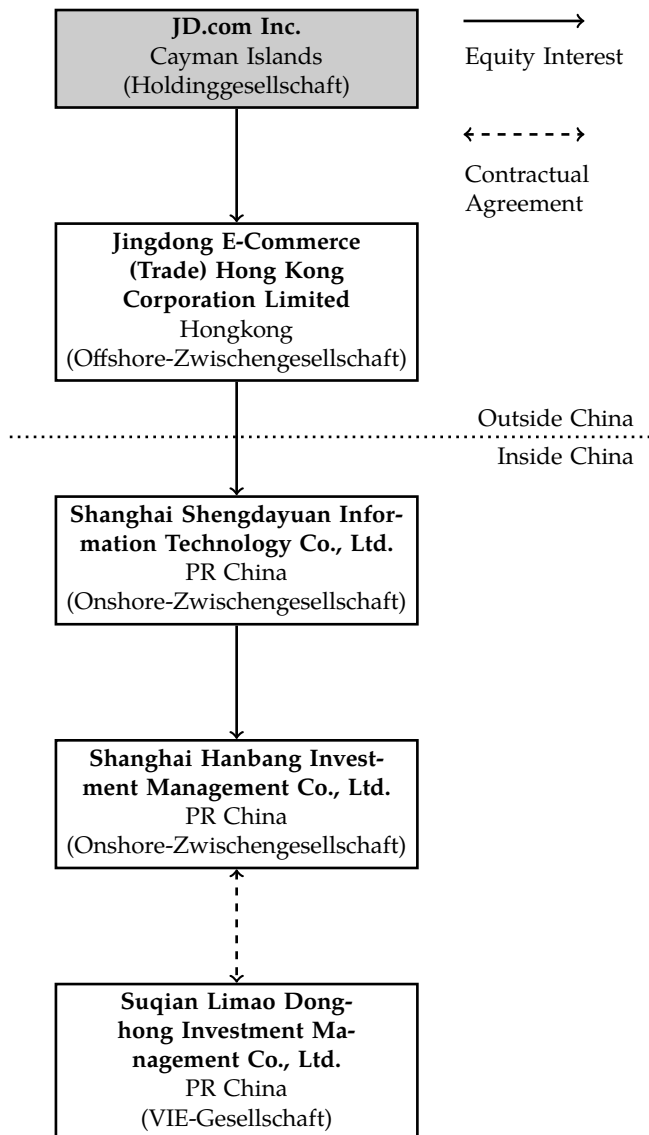 JD.com Inc.
Cayman Islands
(Holdinggesellschaft)
Equity Interest
Contractual
Agreement
Jingdong E-Commerce
(Trade) Hong Kong
Corporation Limited
Hongkong
(Offshore-Zwischengesellschaft)
Outside China
Inside China
Shanghai Shengdayuan Infor-
mation Technology Co., Ltd.
PR China
(Onshore-Zwischengesellschaft)
Shanghai Hanbang Invest-
ment Management Co., Ltd.
PR China
(Onshore-Zwischengesellschaft)
Suqian Limao Dong-
hong Investment Ma-
nagement Co., Ltd.
PR China
(VIE-Gesellschaft)